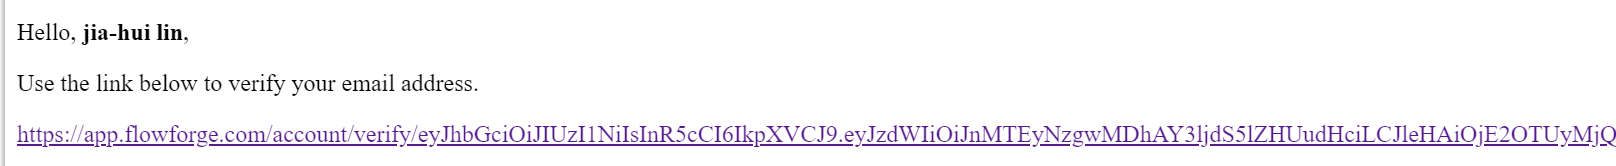 Hello, jia-hui lin,
Use the link below to verify your email address.
https://app.flowforge.com/account/verify/eyJhbGciOiJIUzI1NiIsInR5cCI6IkpXVCJ9.eyJzdWIiOiJnMTEyNzgwMDhAY3ljdS5lZHUudHciLCJleHAiOjE2OTUyMjQ